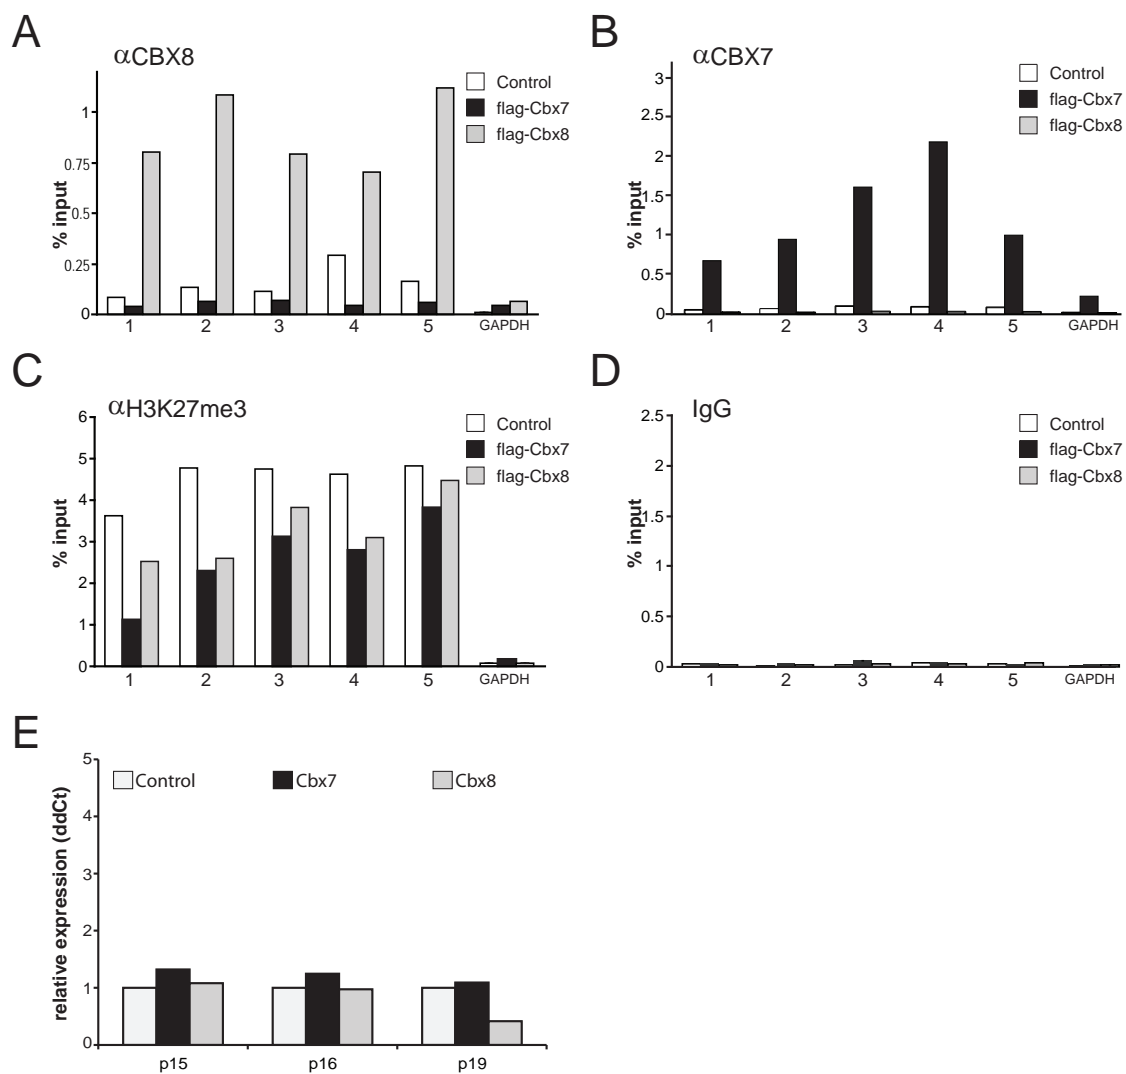 A
αCBX8
Control
flag-Cbx7
flag-Cbx8
% input
1
0.75
0.5
0.25
0
1 2 3 4 5 GAPDH
B
αCBX7
Control
flag-Cbx7
flag-Cbx8
% input
3
2.5
2
1.5
1
0.5
0
1 2 3 4 5 GAPDH
C
αH3K27me3
Control
flag-Cbx7
flag-Cbx8
% input
6
5
4
3
2
1
0
1 2 3 4 5 GAPDH
D
IgG
Control
flag-Cbx7
flag-Cbx8
% input
2.5
2
1.5
1
0.5
0
1 2 3 4 5 GAPDH
E
Control Cbx7 Cbx8
relative expression (ddCt)
5
4
3
2
1
0
p15 p16 p19